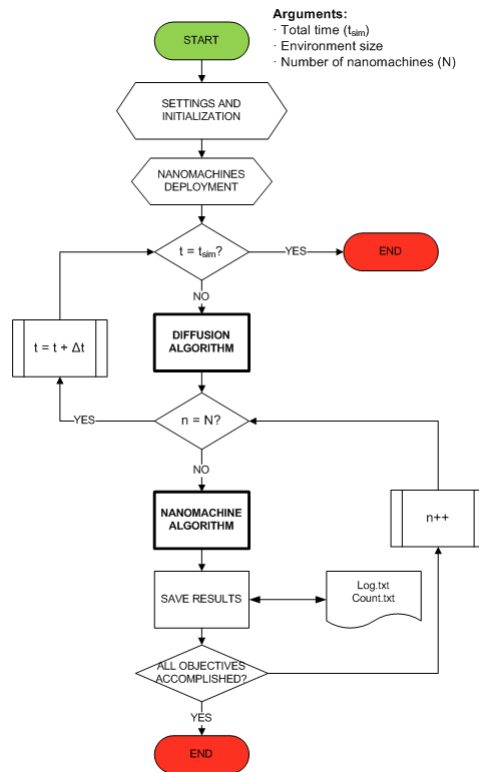 Arguments:
· Total time (tsim)
· Environment size
· Number of nanomachines (N)
START
SETTINGS AND
INITIALIZATION
NANOMACHINES
DEPLOYMENT
t = tsim?
YES
END
NO
DIFFUSION
ALGORITHM
t = t + Δt
YES
n = N?
NO
NANOMACHINE
ALGORITHM
n++
SAVE RESULTS
Log.txt
Count.txt
ALL OBJECTIVES
ACCOMPLISHED?
YES
END